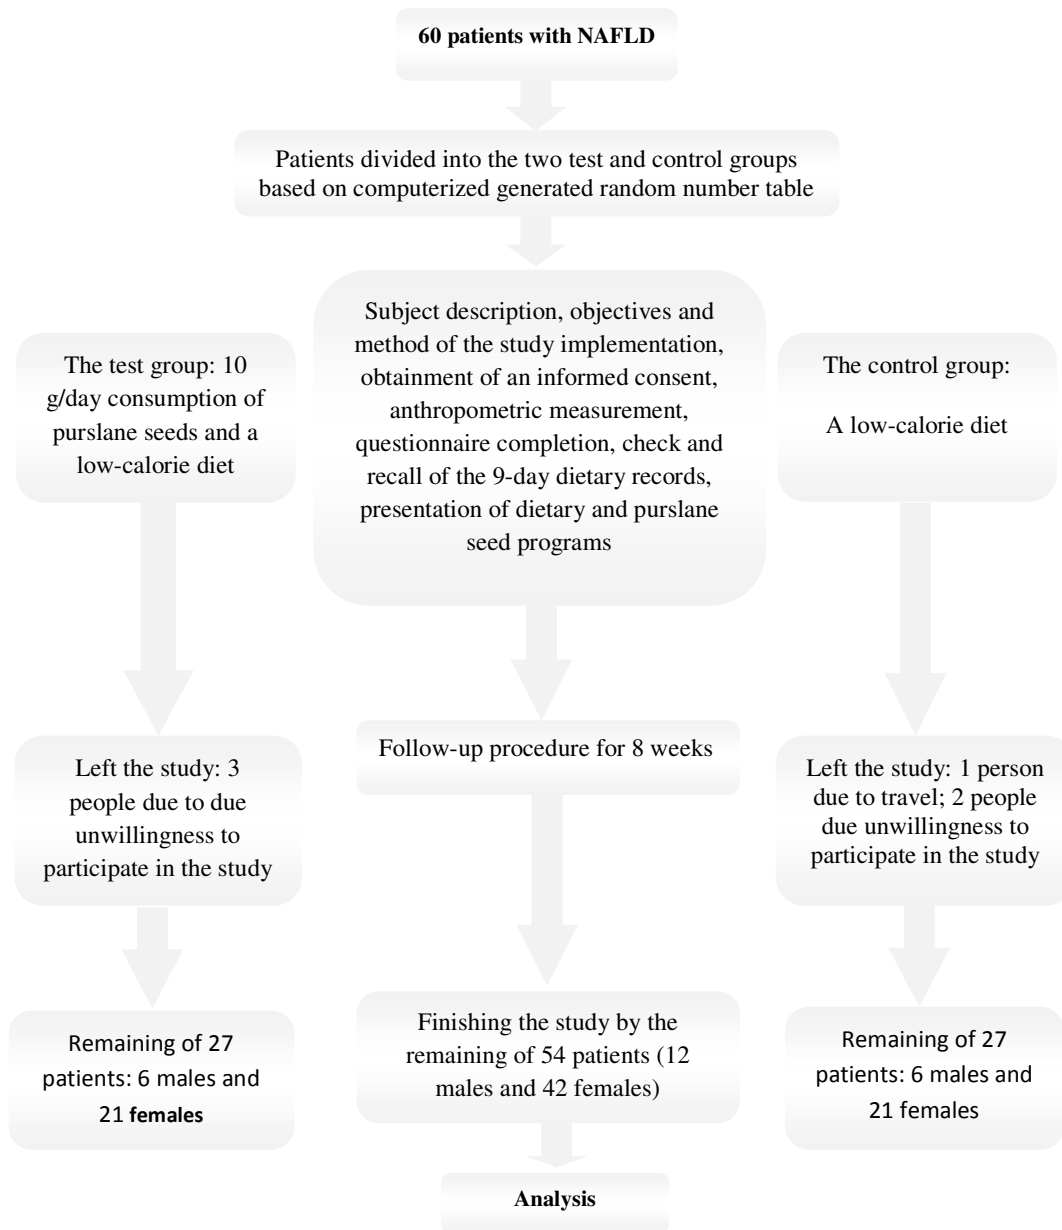 60 patients with NAFLD
Patients divided into the two test and control groups
based on computerized generated random number table
Subject description, objectives and
method of the study implementation,
obtainment of an informed consent,
anthropometric measurement,
questionnaire completion, check and
recall of the 9-day dietary records,
presentation of dietary and purslane
seed programs
The test group: 10
g/day consumption of
purslane seeds and a
low-calorie diet
The control group:
A low-calorie diet
Left the study: 3
people due to due
unwillingness to
participate in the study
Follow-up procedure for 8 weeks
Left the study: 1 person
due to travel; 2 people
due unwillingness to
participate in the study
Remaining of 27
patients: 6 males and
21 females
Finishing the study by the
remaining of 54 patients (12
males and 42 females)
Remaining of 27
patients: 6 males and
21 females
Analysis